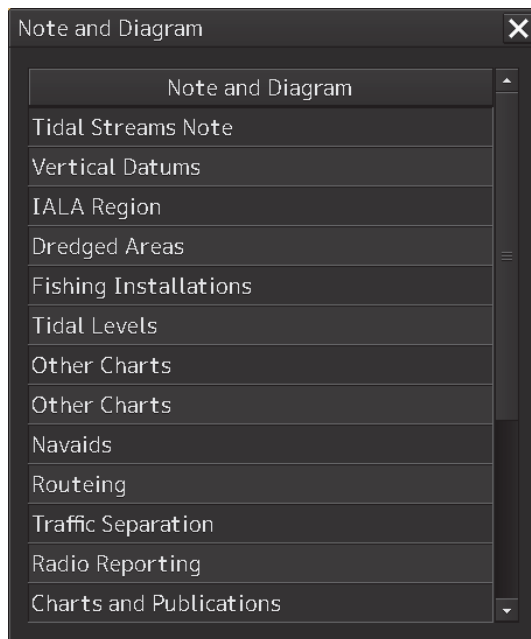 Note and Diagram
Note and Diagram
Tidal Streams Note
Vertical Datums
IALA Region
Dredged Areas
Fishing Installations
Tidal Levels
Other Charts
Other Charts
Navaids
Routeing
Traffic Separation
Radio Reporting
Charts and Publications